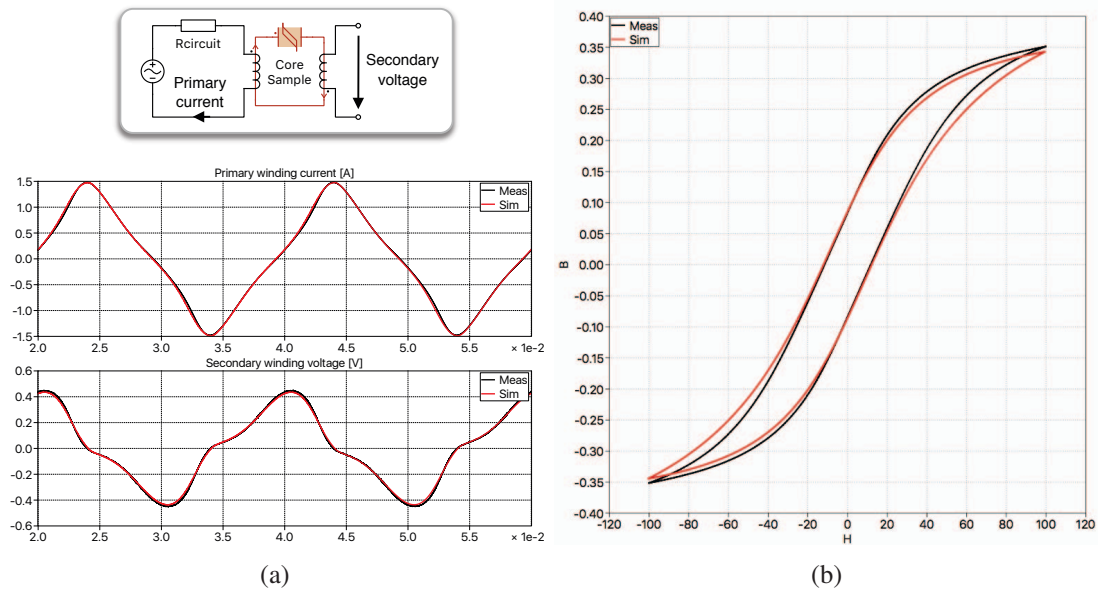 Rcircuit
Core
Sample
Primary
current
Secondary
voltage
Primary winding current [A]
Meas
Sim
1.5
1.0
0.5
0.0
-0.5
-1.0
-1.5
2.0 2.5 3.0 3.5 4.0 4.5 5.0 5.5 × 1e-2
Secondary winding voltage [V]
Meas
Sim
0.6
0.4
0.2
0.0
-0.2
-0.4
-0.6
2.0 2.5 3.0 3.5 4.0 4.5 5.0 5.5 × 1e-2
(a)
Meas
Sim
0.40
0.35
0.30
0.25
0.20
0.15
0.10
0.05
0.00
-0.05
-0.10
-0.15
-0.20
-0.25
-0.30
-0.35
-0.40
B
-120 -100 -80 -60 -40 -20 0 20 40 60 80 100 120
H
(b)